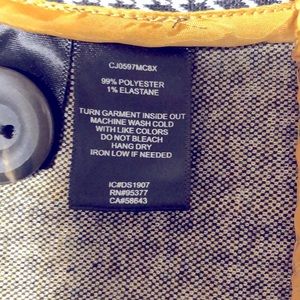 CJ0597MC8X
99% POLYESTER
1% ELASTANE
TURN GARMENT INSIDE OUT
MACHINE WASH COLD
WITH LIKE COLORS
DO NOT BLEACH
HANG DRY
IRON LOW IF NEEDED
IC#DS1907
RN#95377
CA#58643